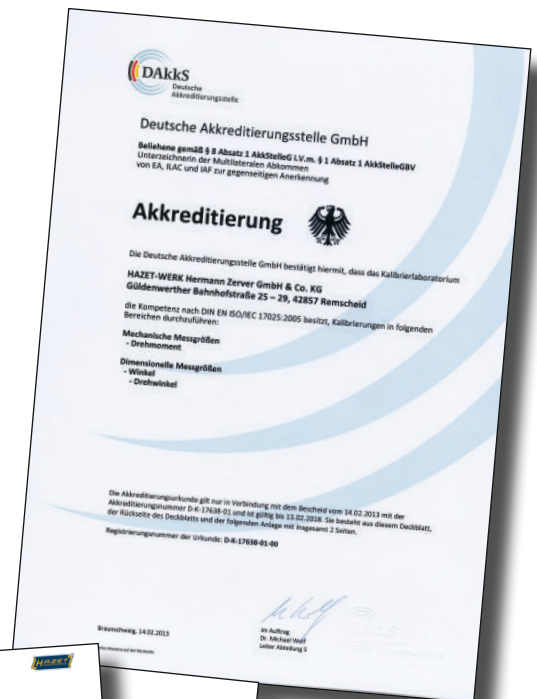 DAkkS
Deutsche
Akkreditierungsstelle
Deutsche Akkreditierungsstelle GmbH
Beliehene gemäß § 8 Absatz 1 AkkStelleG i.V.m. § 1 Absatz 1 AkkStelleGBV
Unterzeichnerin der Multilateralen Abkommen
von EA, ILAC und IAF zur gegenseitigen Anerkennung
Akkreditierung
Die Deutsche Akkreditierungsstelle GmbH bestätigt hiermit, dass das Kalibrierlaboratorium
HAZET-WERK Hermann Zerver GmbH & Co. KG
Güldenwerther Bahnhofstraße 25 – 29, 42857 Remscheid
die Kompetenz nach DIN EN ISO/IEC 17025:2005 besitzt, Kalibrierungen in folgenden
Bereichen durchzuführen:
Mechanische Messgrößen
- Drehmoment
Dimensionelle Messgrößen
- Winkel
- Drehwinkel
Die Akkreditierungsurkunde gilt nur in Verbindung mit dem Bescheid vom 14.02.2013 mit der
Akkreditierungsnummer D-K-17638-01 und ist gültig bis 13.02.2018. Sie besteht aus diesem Deckblatt,
der Rückseite des Deckblatts und der folgenden Anlage mit insgesamt 2 Seiten.
Registrierungsnummer der Urkunde: D-K-17638-01-00
Braunschweig, 14.02.2013
Im Auftrag
Dr. Michael Wolf
Leiter Abteilung 5
Hinweise auf der Rückseite
HAZET